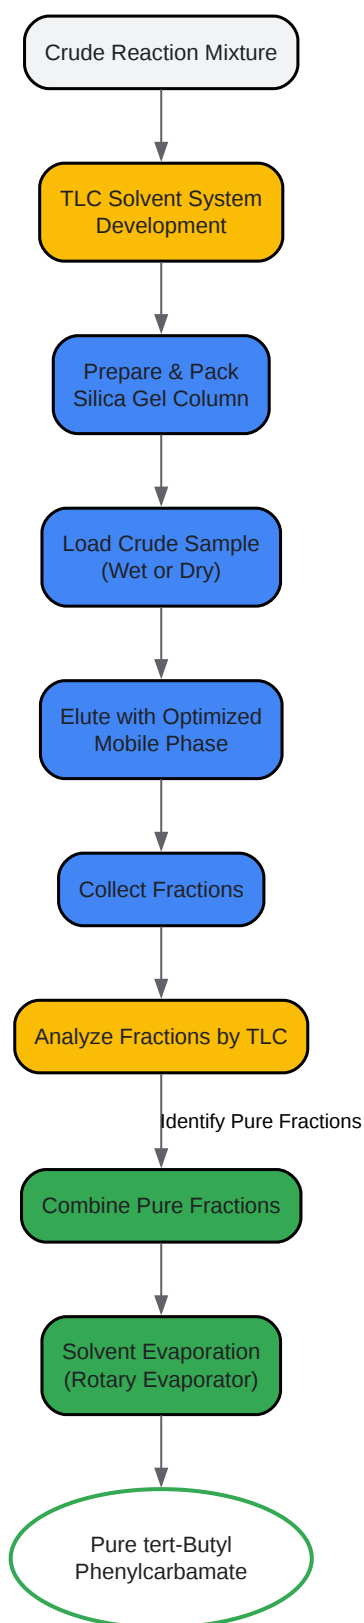 Crude Reaction Mixture
TLC Solvent System
Development
Prepare & Pack
Silica Gel Column
Load Crude Sample
(Wet or Dry)
Elute with Optimized
Mobile Phase
Collect Fractions
Analyze Fractions by TLC
Identify Pure Fractions
Combine Pure Fractions
Solvent Evaporation
(Rotary Evaporator)
Pure tert-Butyl
Phenylcarbamate